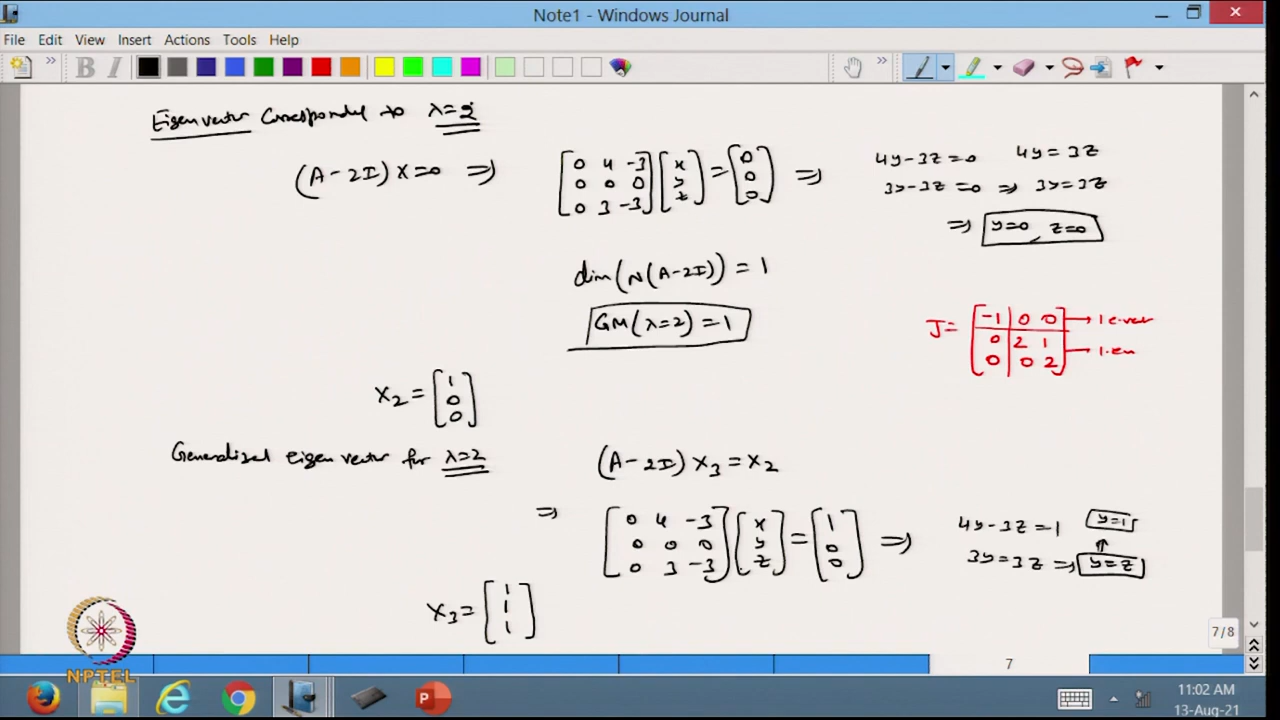 Note1 - Windows Journal
File Edit View Insert Actions Tools Help
Eigenvector Correspondel to λ=2
(A-2I)X=0 ⇒ [0 4 -3; 0 0 0; 0 3 -3] [x; y; z] = [0; 0; 0] ⇒
4y-3z=0 4y=3z
3y-3z=0 ⇒ 3y=3z
⇒ y=0, z=0
dim(N(A-2I)) = 1
GM(λ=2)=1
J= [-1 0 0; 0 2 1; 0 0 2]
→ 1 e.ver
→ 1.en
X2 = [1; 0; 0]
Generalized eigen vector for λ=2 (A-2I) X3 = X2
⇒ [0 4 -3; 0 0 0; 0 3 -3] [x; y; z] = [1; 0; 0] ⇒
4y-3z=1 y=1
3y=3z ⇒ y=z
X3= [1; 1; 1]
NPTEL
7/8
7
11:02 AM
13-Aug-21